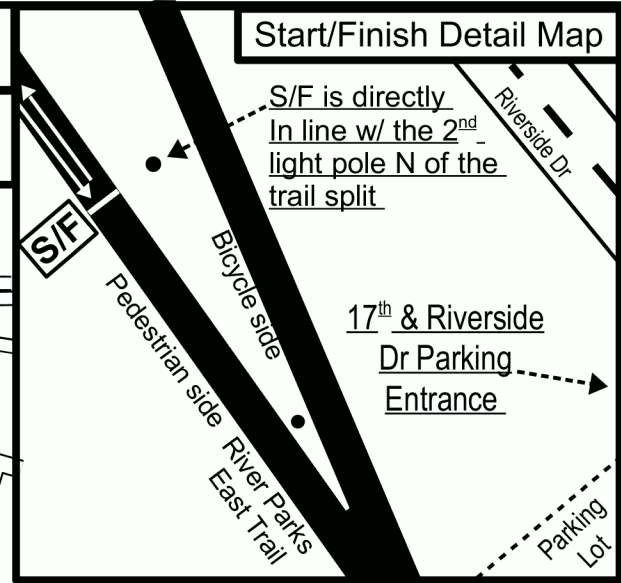 Start/Finish Detail Map
S/F is directly
In line w/ the 2nd
light pole N of the
trail split
Riverside Dr
S/F
Bicycle side
Pedestrian side
17th & Riverside
Dr Parking
Entrance
River Parks
East Trail
Parking
Lot